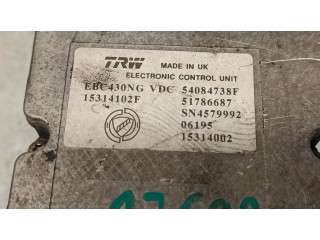 TRW MADE IN UK
ELECTRONIC CONTROL UNIT
EBC430NG VDC 54084738F
15314102F 51786687
SN4579992
06195
15314002